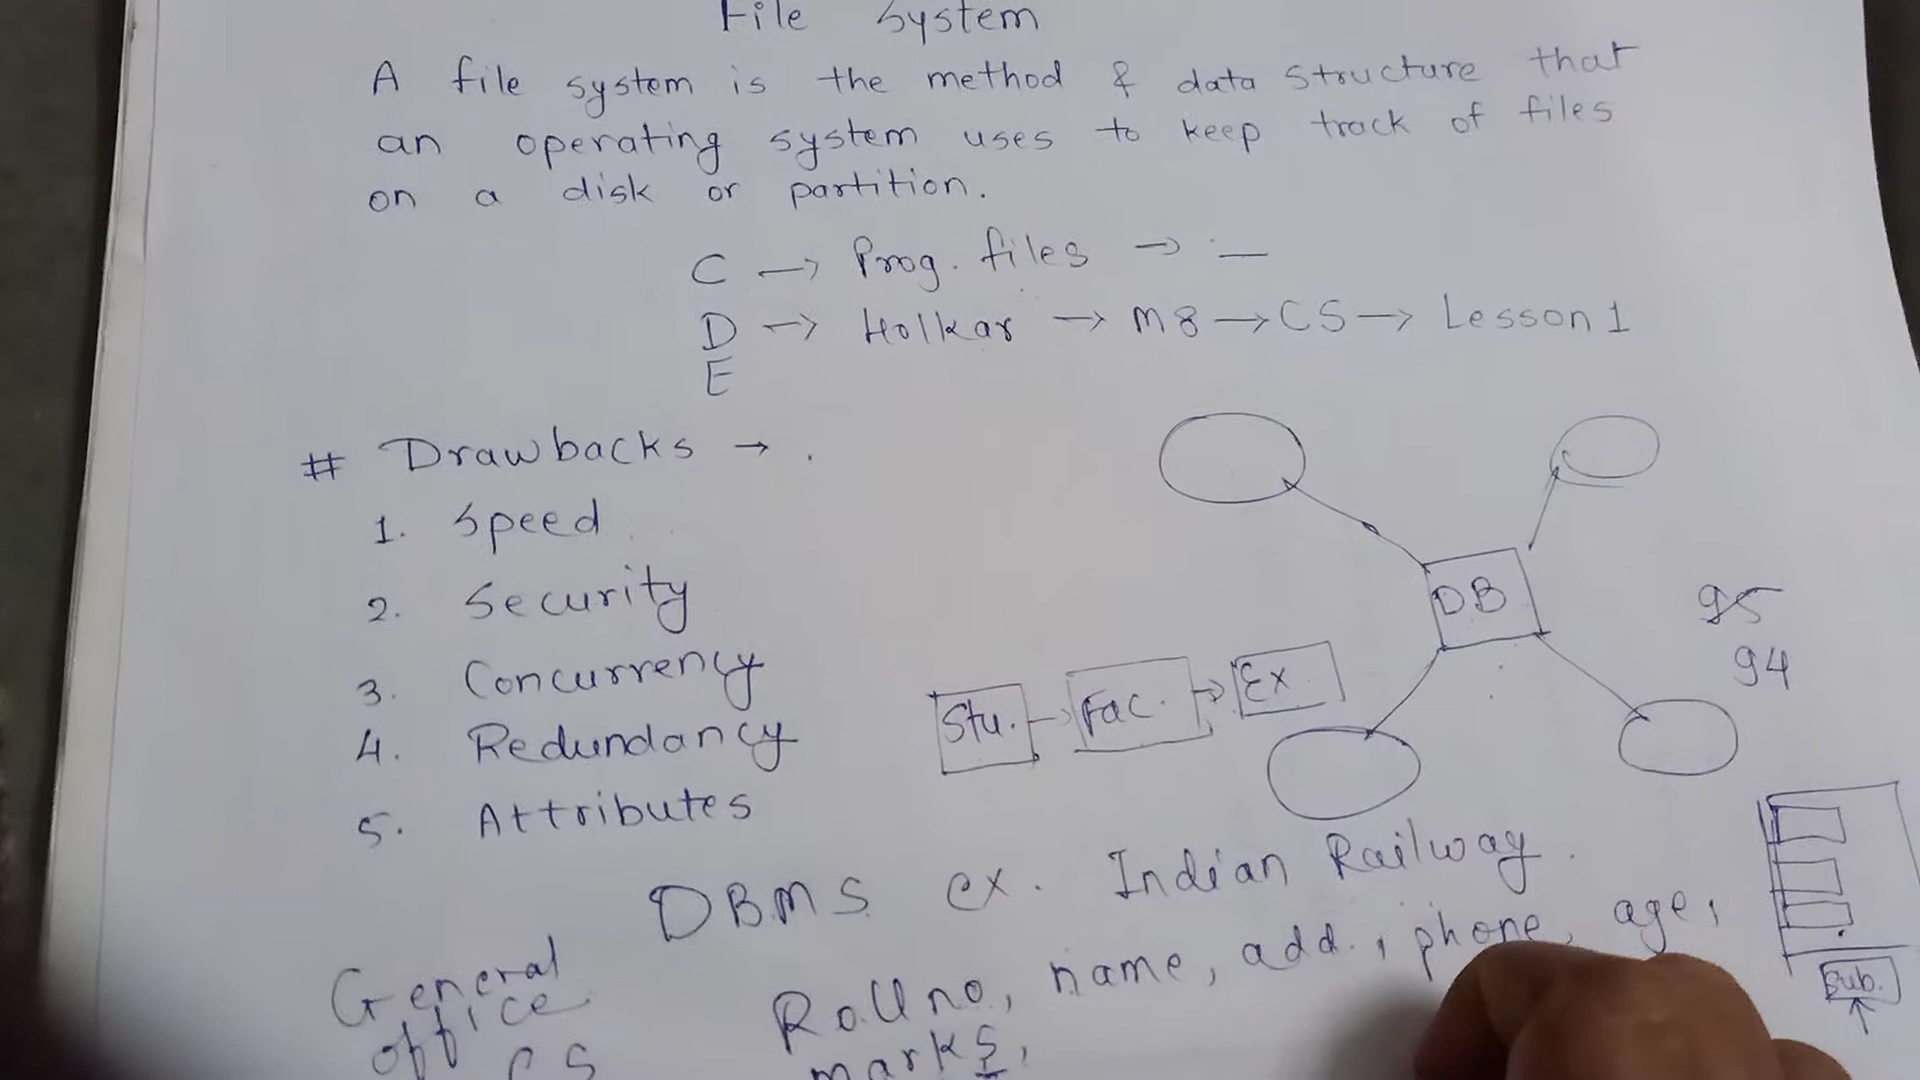 File System
A file system is the method & data structure that
an operating system uses to keep track of files
on a disk or partition.
C → Prog. files → —
D → Holkar → M8 → CS → Lesson 1
E
# Drawbacks →
1. Speed
2. Security
3. Concurrency
4. Redundancy
5. Attributes
DB
95
94
Stu. → Fac. → Ex
DBMS ex. Indian Railway.
General
office
CS
Roll no, name, add., phone, age,
marks,
Sub.